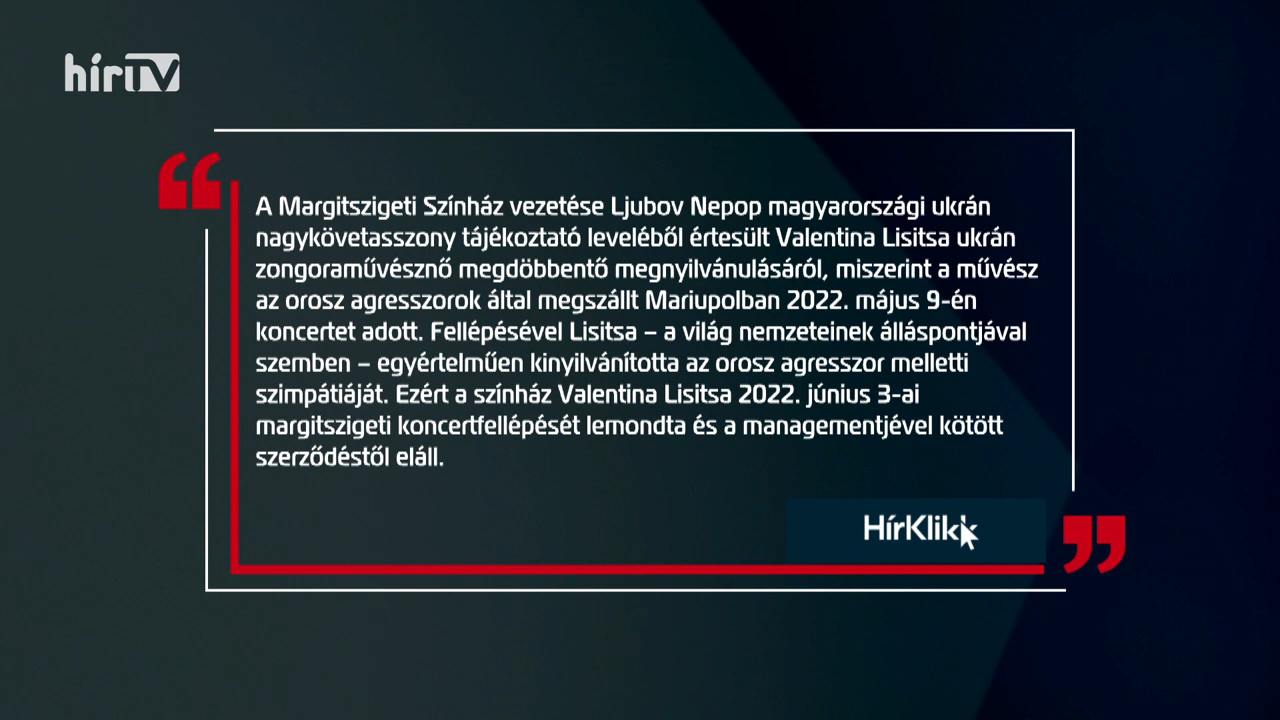 hírTV
A Margitszigeti Színház vezetése Ljubov Nepop magyarországi ukrán
nagykövetasszony tájékoztató leveléből értesült Valentina Lisitsa ukrán
zongoraművésznő megdöbbentő megnyilvánulásáról, miszerint a művész
az orosz agresszorok által megszállt Mariupolban 2022. május 9-én
koncertet adott. Fellépésével Lisitsa – a világ nemzeteinek álláspontjával
szemben – egyértelműen kinyilvánította az orosz agresszor melletti
szimpátiáját. Ezért a színház Valentina Lisitsa 2022. június 3-ai
margitszigeti koncertfellépését lemondta és a managementjével kötött
szerződéstől eláll.
HírKlikk